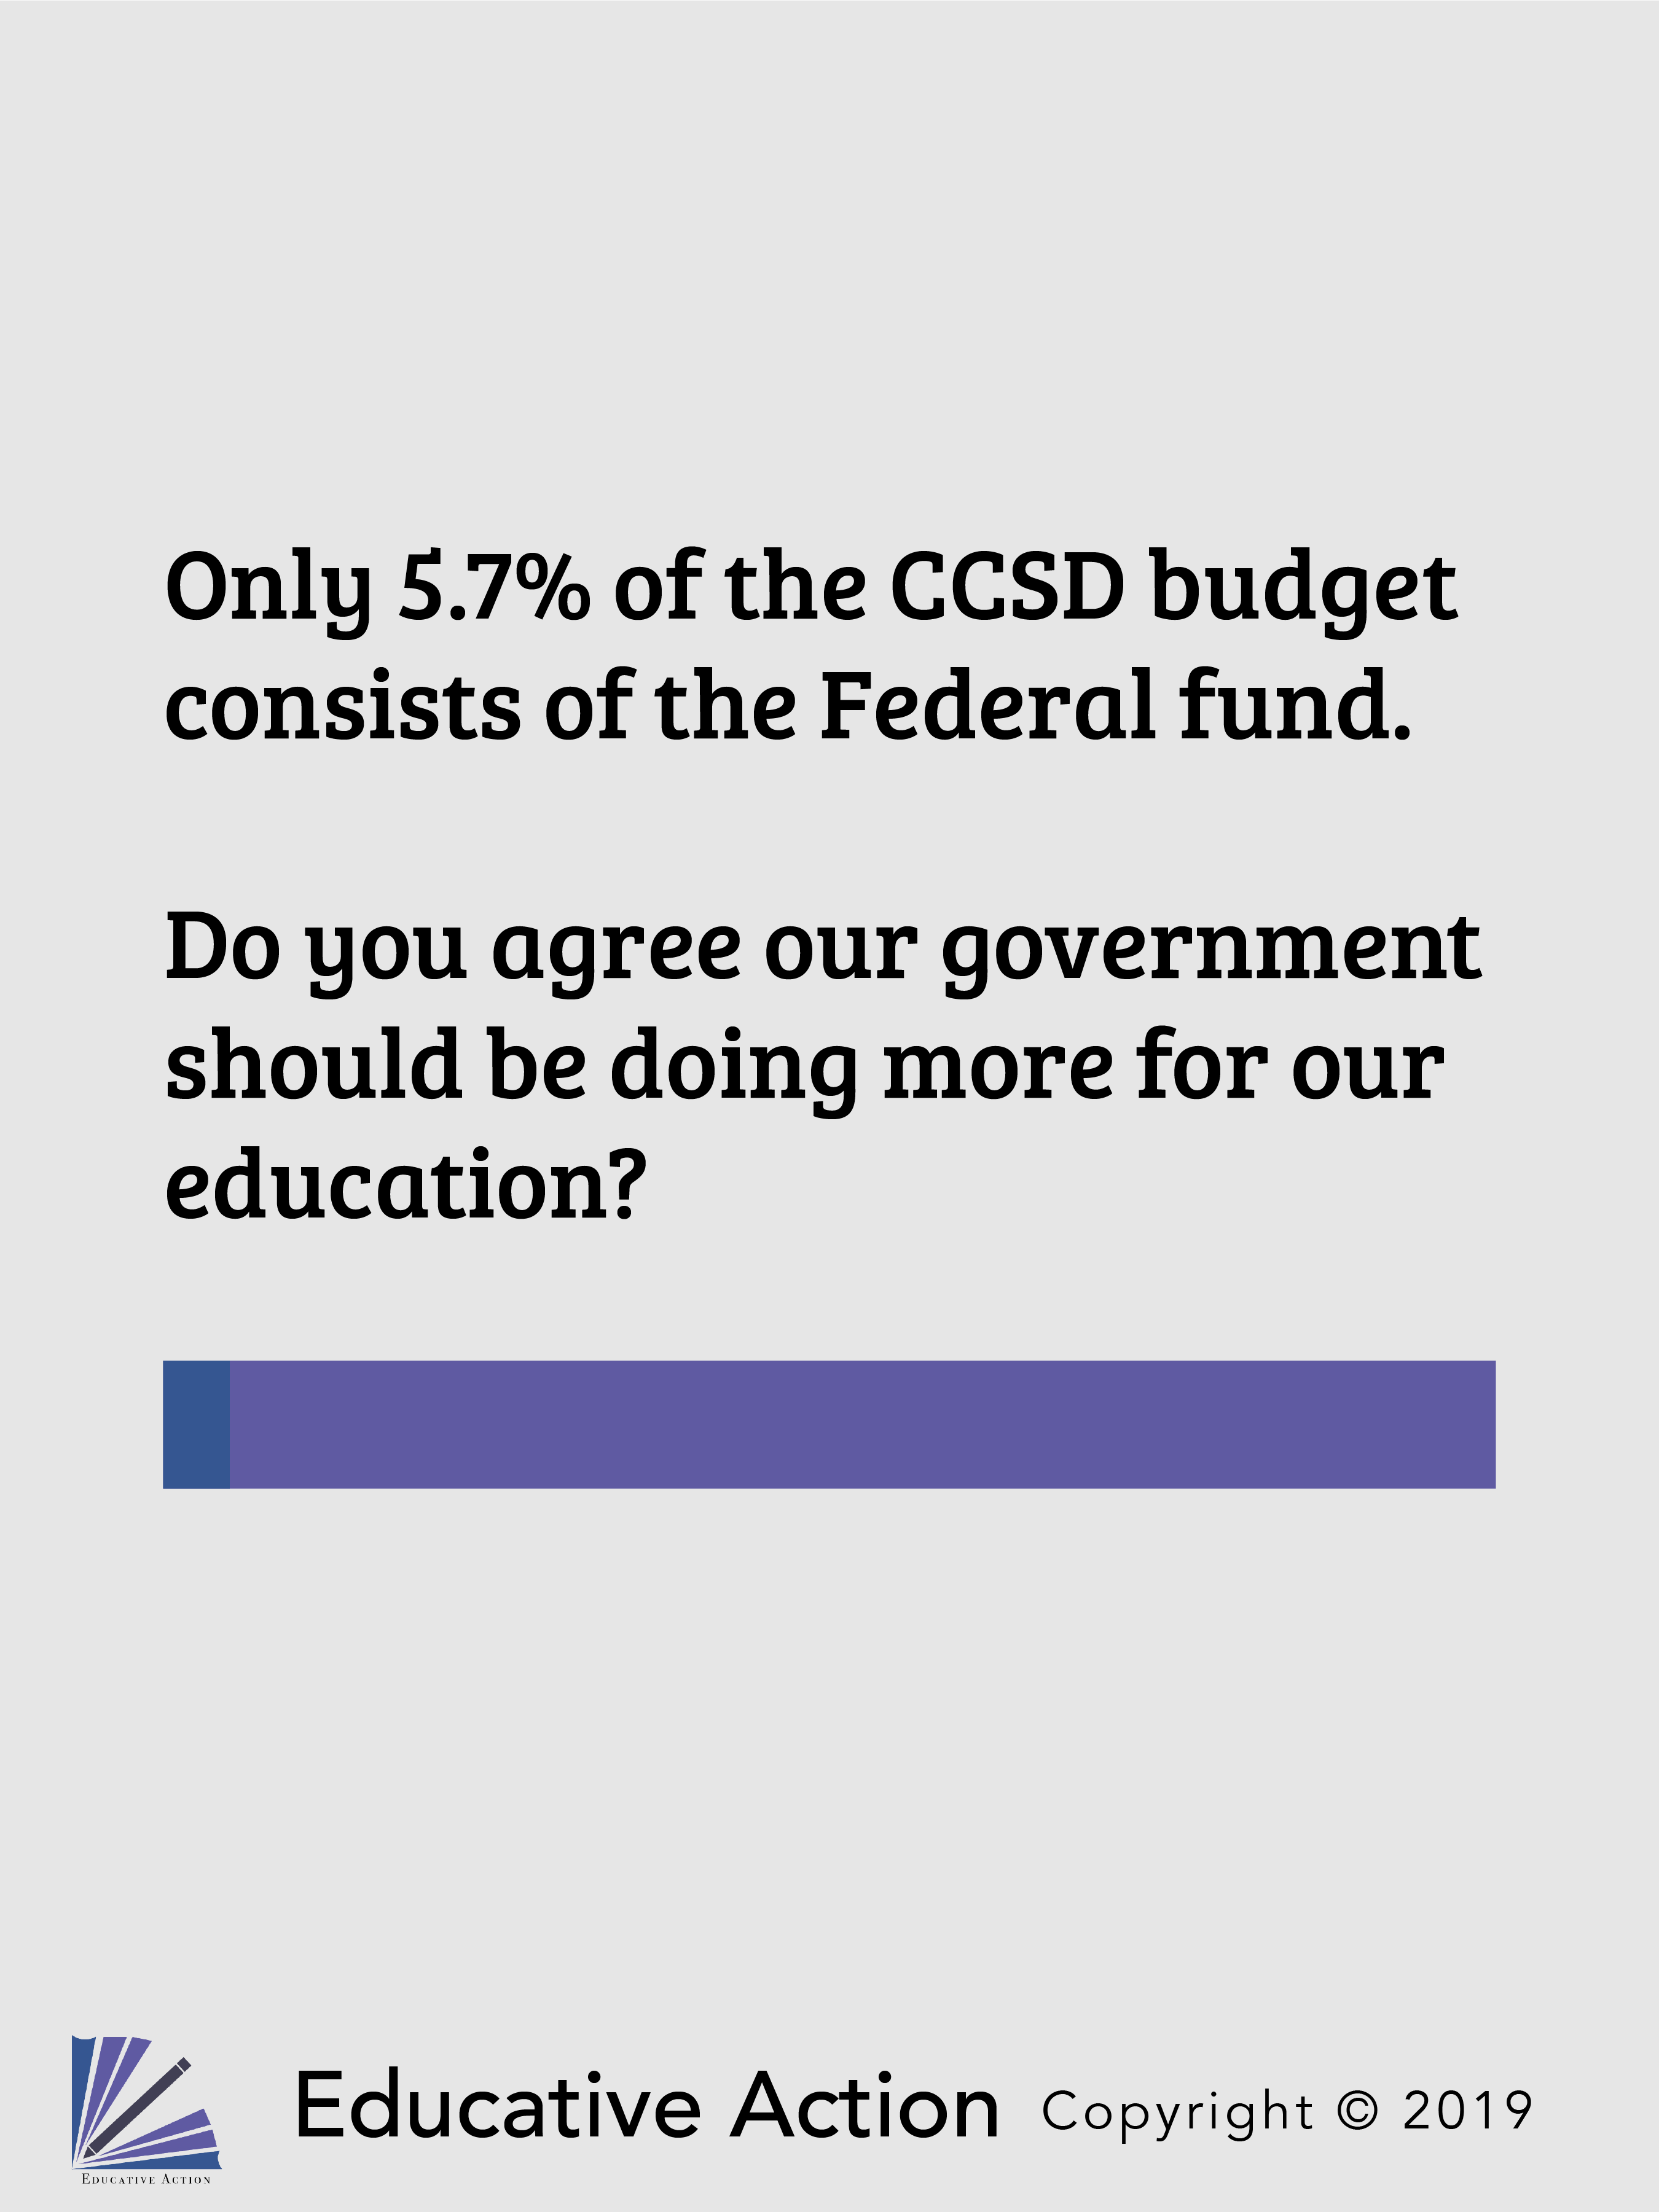 Only 5.7% of the CCSD budget
consists of the Federal fund.
Do you agree our government
should be doing more for our
education?
Educative Action Copyright © 2019
EDUCATIVE ACTION